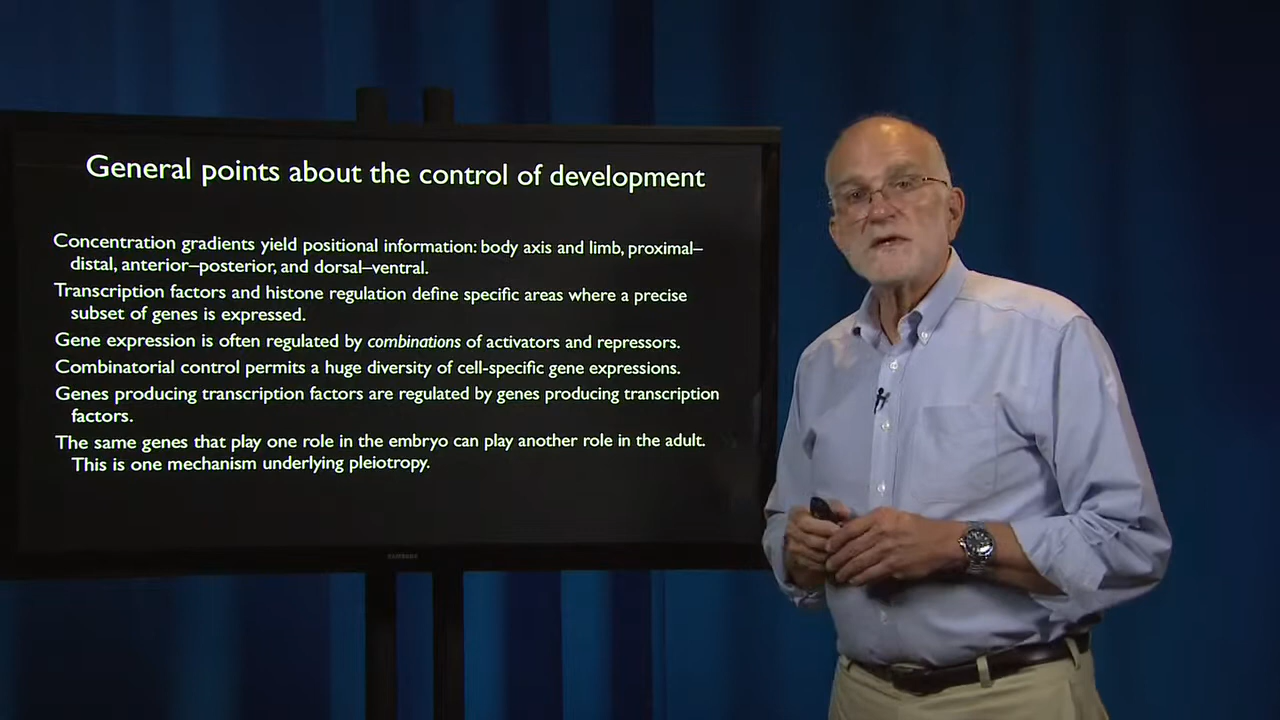 General points about the control of development
Concentration gradients yield positional information: body axis and limb, proximal–
distal, anterior–posterior, and dorsal–ventral.
Transcription factors and histone regulation define specific areas where a precise
subset of genes is expressed.
Gene expression is often regulated by combinations of activators and repressors.
Combinatorial control permits a huge diversity of cell-specific gene expressions.
Genes producing transcription factors are regulated by genes producing transcription
factors.
The same genes that play one role in the embryo can play another role in the adult.
This is one mechanism underlying pleiotropy.
SAMSUNG